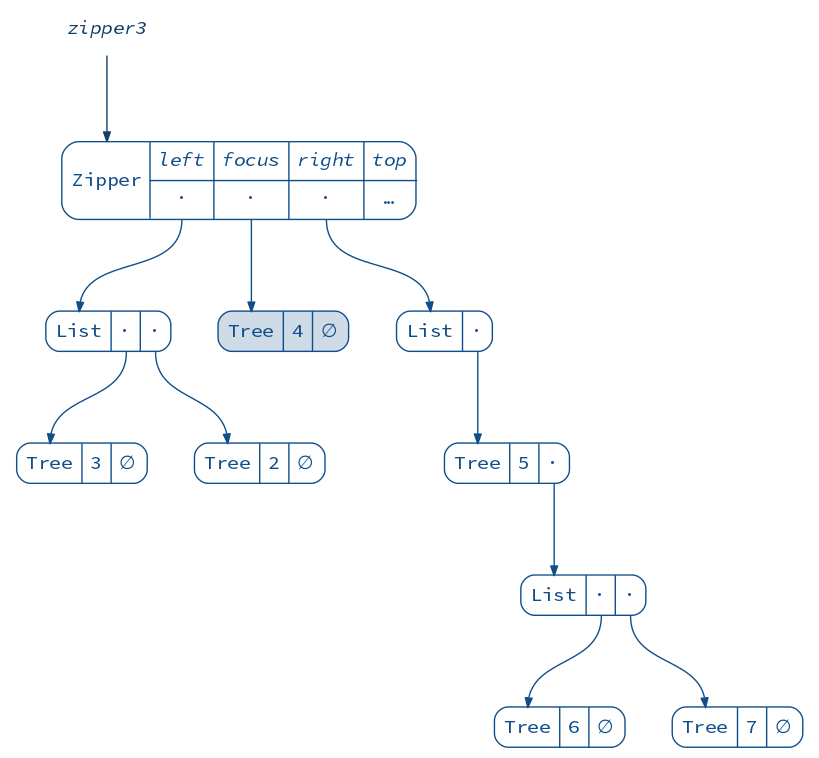 zipper3
Zipper left focus right top
· · · …
List · · Tree 4 ∅ List ·
Tree 3 ∅ Tree 2 ∅ Tree 5 ·
List · ·
Tree 6 ∅ Tree 7 ∅